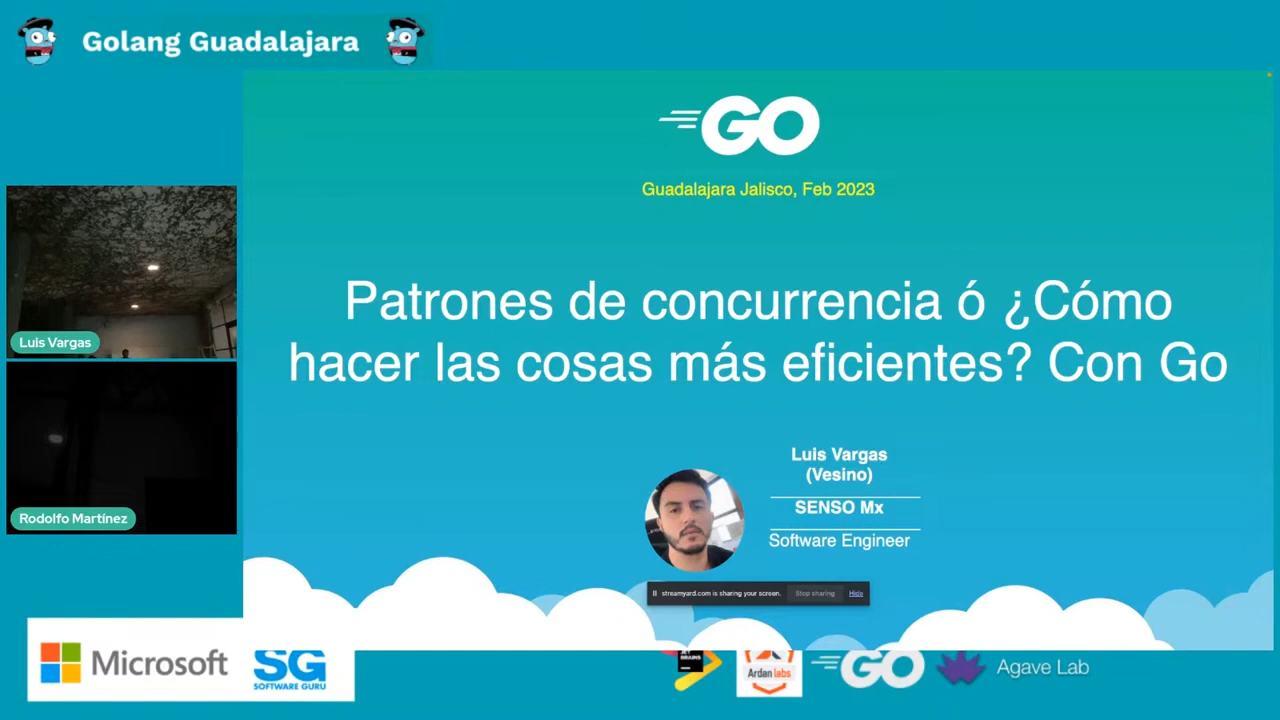 Golang Guadalajara
GO
Guadalajara Jalisco, Feb 2023
Patrones de concurrencia ó ¿Cómo
hacer las cosas más eficientes? Con Go
Luis Vargas
(Vesino)
SENSO Mx
Software Engineer
Luis Vargas
Rodolfo Martínez
streamyard.com is sharing your screen. Stop sharing Hide
Microsoft
SG
SOFTWARE GURU
JET
BRAINS
Ardan labs
GO
Agave Lab